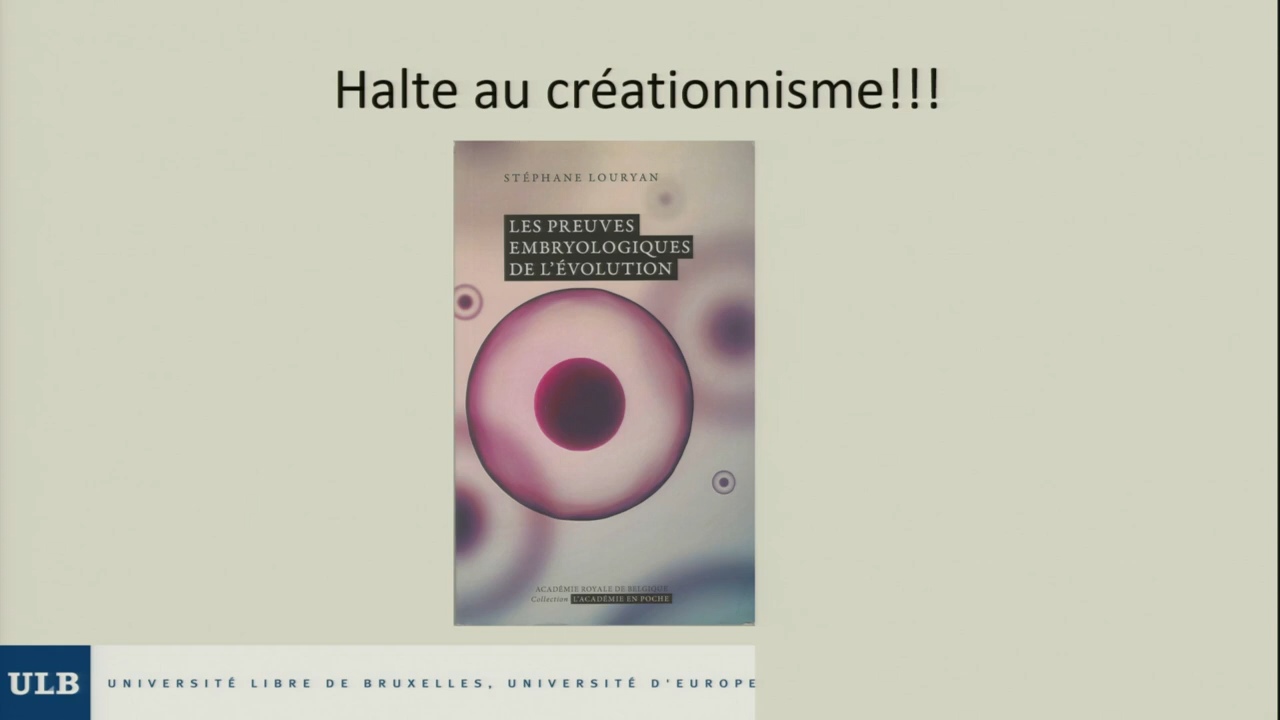 Halte au créationnisme!!!
STÉPHANE LOURYAN
LES PREUVES
EMBRYOLOGIQUES
DE L'ÉVOLUTION
ACADÉMIE ROYALE DE BELGIQUE
Collection L'ACADÉMIE EN POCHE
ULB
UNIVERSITÉ LIBRE DE BRUXELLES, UNIVERSITÉ D'EUROPE